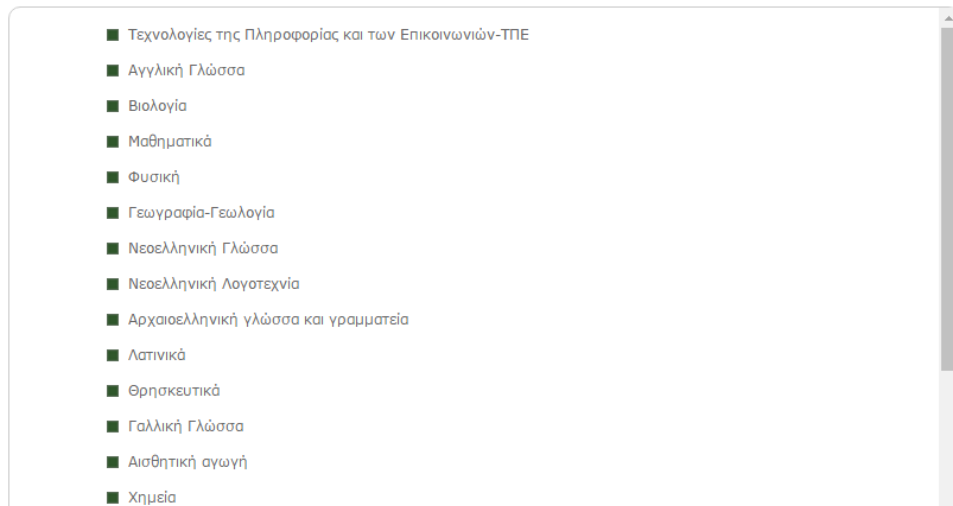 Τεχνολογίες της Πληροφορίας και των Επικοινωνιών-ΤΠΕ
Αγγλική Γλώσσα
Βιολογία
Μαθηματικά
Φυσική
Γεωγραφία-Γεωλογία
Νεοελληνική Γλώσσα
Νεοελληνική Λογοτεχνία
Αρχαιοελληνική γλώσσα και γραμματεία
Λατινικά
Θρησκευτικά
Γαλλική Γλώσσα
Αισθητική αγωγή
Χημεία